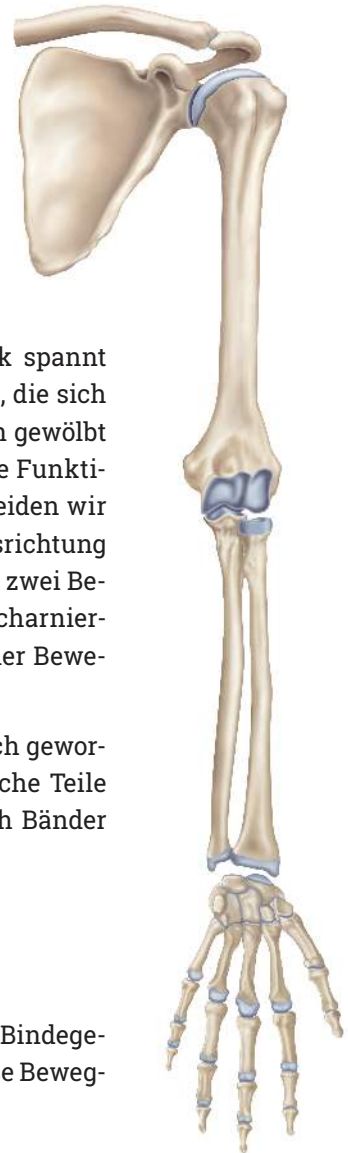 k spannt
, die sich
n gewölbt
e Funkti-
eiden wir
srichtung
zwei Be-
charnier-
er Bewe-
ch gewor-
che Teile
h Bänder
Bindege-
e Beweg-